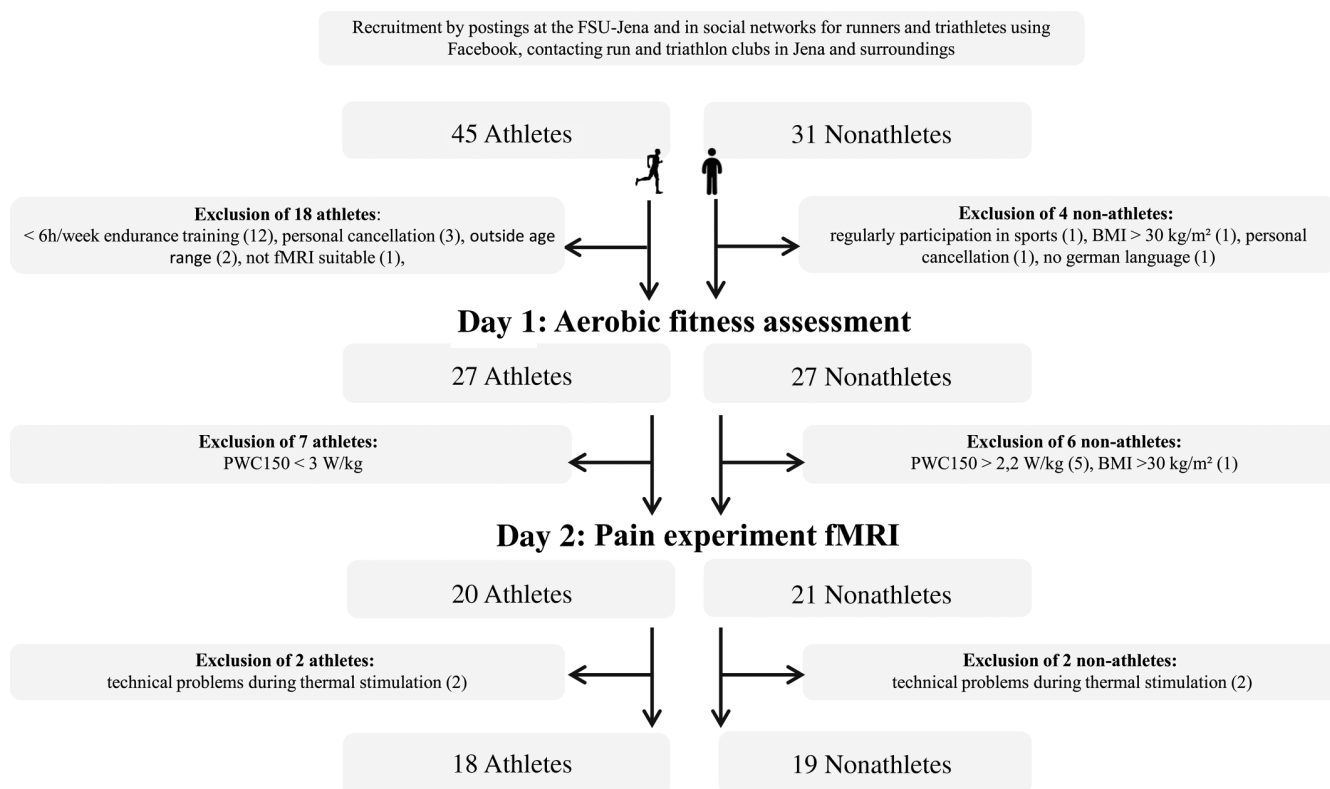 Recruitment by postings at the FSU-Jena and in social networks for runners and triathletes using
Facebook, contacting run and triathlon clubs in Jena and surroundings
45 Athletes
31 Nonathletes
Exclusion of 18 athletes:
< 6h/week endurance training (12), personal cancellation (3), outside age
range (2), not fMRI suitable (1),
Exclusion of 4 non-athletes:
regularly participation in sports (1), BMI > 30 kg/m² (1), personal
cancellation (1), no german language (1)
Day 1: Aerobic fitness assessment
27 Athletes
27 Nonathletes
Exclusion of 7 athletes:
PWC150 < 3 W/kg
Exclusion of 6 non-athletes:
PWC150 > 2,2 W/kg (5), BMI >30 kg/m² (1)
Day 2: Pain experiment fMRI
20 Athletes
21 Nonathletes
Exclusion of 2 athletes:
technical problems during thermal stimulation (2)
Exclusion of 2 non-athletes:
technical problems during thermal stimulation (2)
18 Athletes
19 Nonathletes